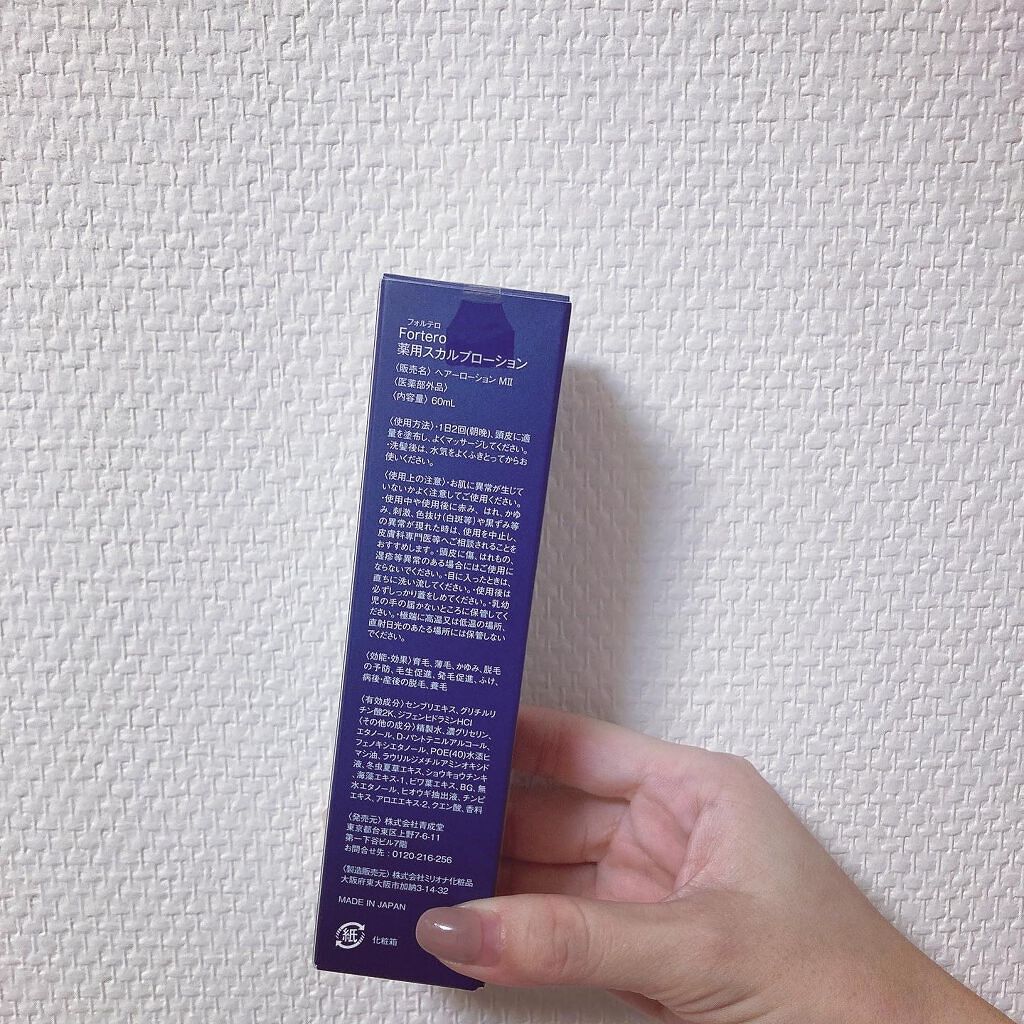 フォルテロ
Fortero
薬用スカルプローション
〈販売名〉 ヘアーローション MⅡ
〈医薬部外品〉
〈内容量〉 60mL
〈使用方法〉・1日2回(朝晩)、頭皮に適
量を塗布し、よくマッサージしてください。
・洗髪後は、水気をよくふきとってからお
使いください。
〈使用上の注意〉・お肌に異常が生じて
いないかよく注意してご使用ください。
・使用中や使用後に赤み、はれ、かゆ
み、刺激、色抜け(白斑等)や黒ずみ等
の異常が現れた時は、使用を中止し、
皮膚科専門医等へご相談されることを
おすすめします。・頭皮に傷、はれもの、
湿疹等異常のある場合にはご使用に
ならないでください。・目に入ったときは、
直ちに洗い流してください。・使用後は
必ずしっかり蓋をしめてください。・乳幼
児の手の届かないところに保管してく
ださい。・極端に高温又は低温の場所、
直射日光のあたる場所には保管しない
でください。
〈効能・効果〉育毛、薄毛、かゆみ、脱毛
の予防、毛生促進、発毛促進、ふけ、
病後・産後の脱毛、養毛
〈有効成分〉センブリエキス、グリチルリ
チン酸2K、ジフェンヒドラミンHCl
〈その他の成分〉精製水、濃グリセリン、
エタノール、D-パントテニルアルコール、
フェノキシエタノール、POE(40)水添ヒ
マシ油、ラウリルジメチルアミンオキシド
液、冬虫夏草エキス、ショウキョウチンキ
、海藻エキス-1、ビワ葉エキス、BG、無
水エタノール、ヒオウギ抽出液、チンピ
エキス、アロエエキス-2、クエン酸、香料
〈発売元〉 株式会社青成堂
東京都台東区上野7-6-11
第一下谷ビル7階
お問合せ先 : 0120-216-256
〈製造販売元〉 株式会社ミリオナ化粧品
大阪府東大阪市加納3-14-32
MADE IN JAPAN
紙 化粧箱